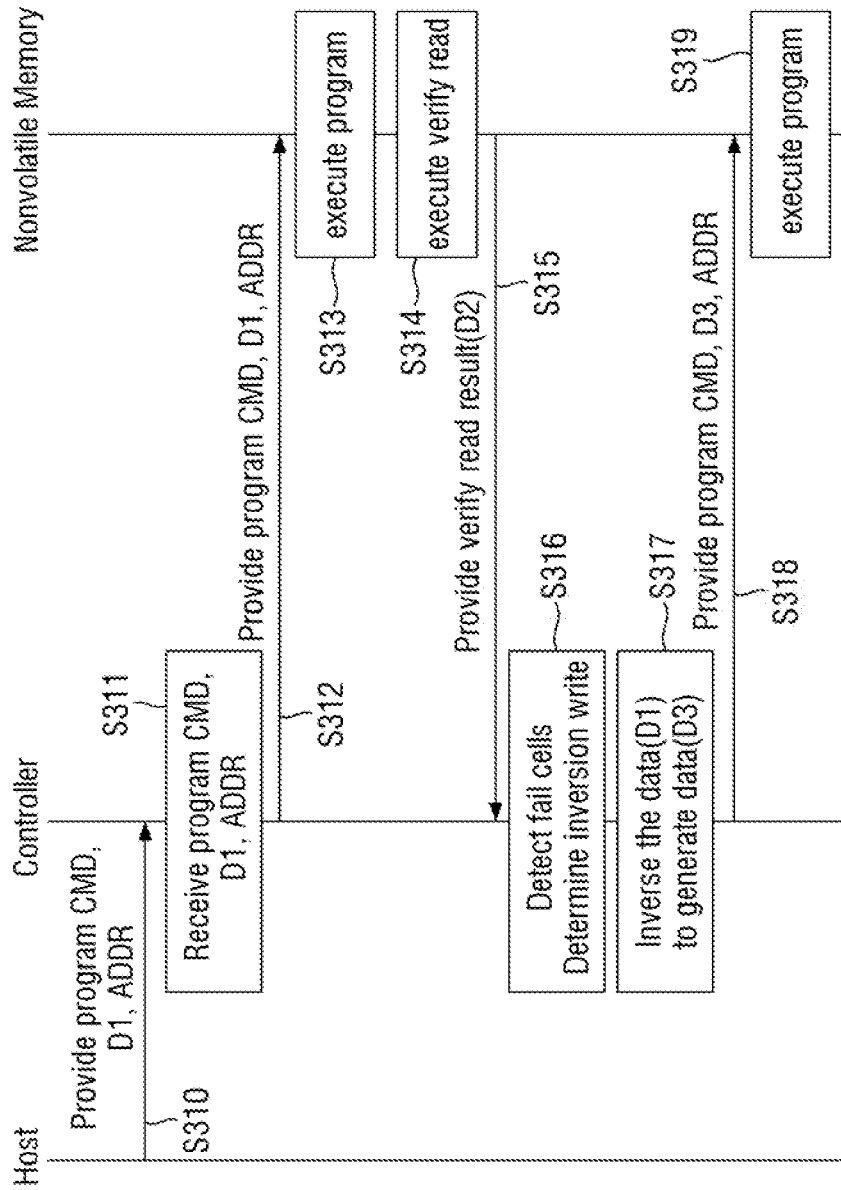 Host
Controller
Nonvolatile Memory
Provide program CMD,
D1, ADDR
S310
Receive program CMD,
D1, ADDR
S311
Provide program CMD, D1, ADDR
S312
execute program
S313
execute verify read
S314
Provide verify read result(D2)
S315
Detect fail cells
Determine inversion write
S316
Inverse the data(D1)
to generate data(D3)
S317
Provide program CMD, D3, ADDR
S318
execute program
S319